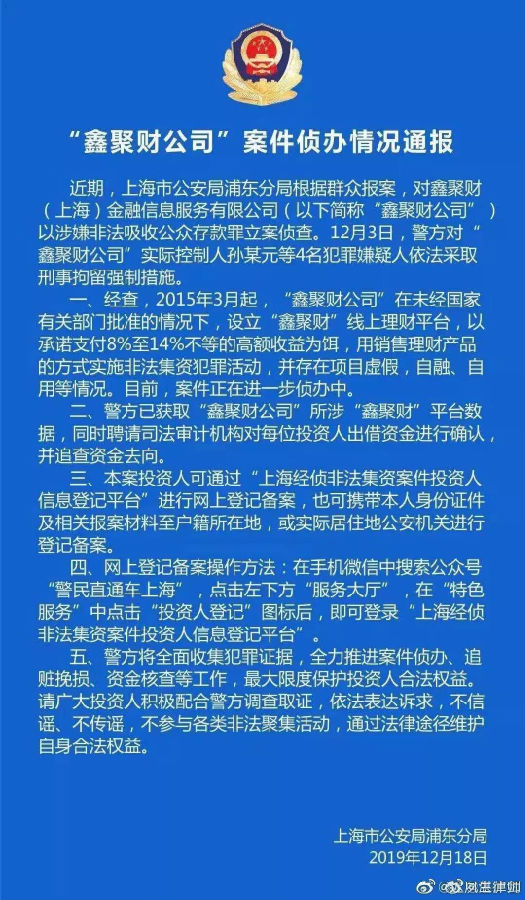 “鑫聚财公司”案件侦办情况通报
近期，上海市公安局浦东分局根据群众报案，对鑫聚财
（上海）金融信息服务有限公司（以下简称“鑫聚财公司”）
以涉嫌非法吸收公众存款罪立案侦查。12月3日，警方对“
鑫聚财公司”实际控制人孙某元等4名犯罪嫌疑人依法采取
刑事拘留强制措施。
一、经查，2015年3月起，“鑫聚财公司”在未经国家
有关部门批准的情况下，设立“鑫聚财”线上理财平台，以
承诺支付8%至14%不等的高额收益为饵，用销售理财产品
的方式实施非法集资犯罪活动，并存在项目虚假，自融、自
用等情况。目前，案件正在进一步侦办中。
二、警方已获取“鑫聚财公司”所涉“鑫聚财”平台数
据，同时聘请司法审计机构对每位投资人出借资金进行确认，
并追查资金去向。
三、本案投资人可通过“上海经侦非法集资案件投资人
信息登记平台”进行网上登记备案，也可携带本人身份证件
及相关报案材料至户籍所在地，或实际居住地公安机关进行
登记备案。
四、网上登记备案操作方法：在手机微信中搜索公众号
“警民直通车上海”，点击左下方“服务大厅”，在“特色
服务”中点击“投资人登记”图标后，即可登录“上海经侦
非法集资案件投资人信息登记平台”。
五、警方将全面收集犯罪证据，全力推进案件侦办、追
赃挽损、资金核查等工作，最大限度保护投资人合法权益。
请广大投资人积极配合警方调查取证，依法表达诉求，不信
谣、不传谣，不参与各类非法聚集活动，通过法律途径维护
自身合法权益。
上海市公安局浦东分局
2019年12月18日